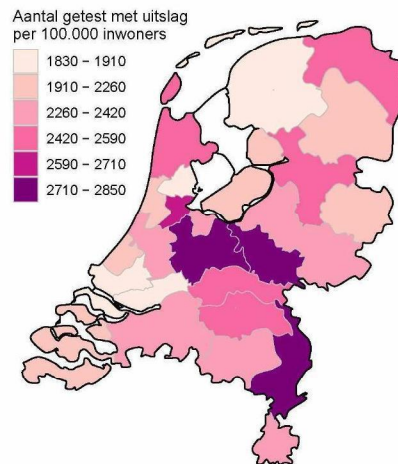 Aantal getest met uitslag
per 100.000 inwoners
1830 – 1910
1910 – 2260
2260 – 2420
2420 – 2590
2590 – 2710
2710 – 2850